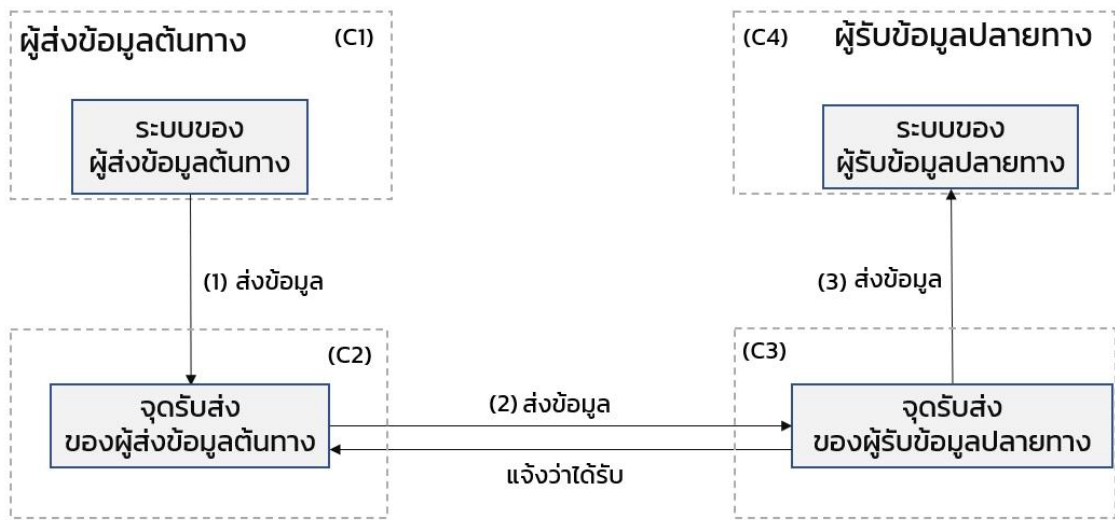 ผู้ส่งข้อมูลต้นทาง (C1)
ระบบของ
ผู้ส่งข้อมูลต้นทาง
(C4) ผู้รับข้อมูลปลายทาง
ระบบของ
ผู้รับข้อมูลปลายทาง
(1) ส่งข้อมูล
(3) ส่งข้อมูล
(C2)
จุดรับส่ง
ของผู้ส่งข้อมูลต้นทาง
(2) ส่งข้อมูล
แจ้งว่าได้รับ
(C3)
จุดรับส่ง
ของผู้รับข้อมูลปลายทาง